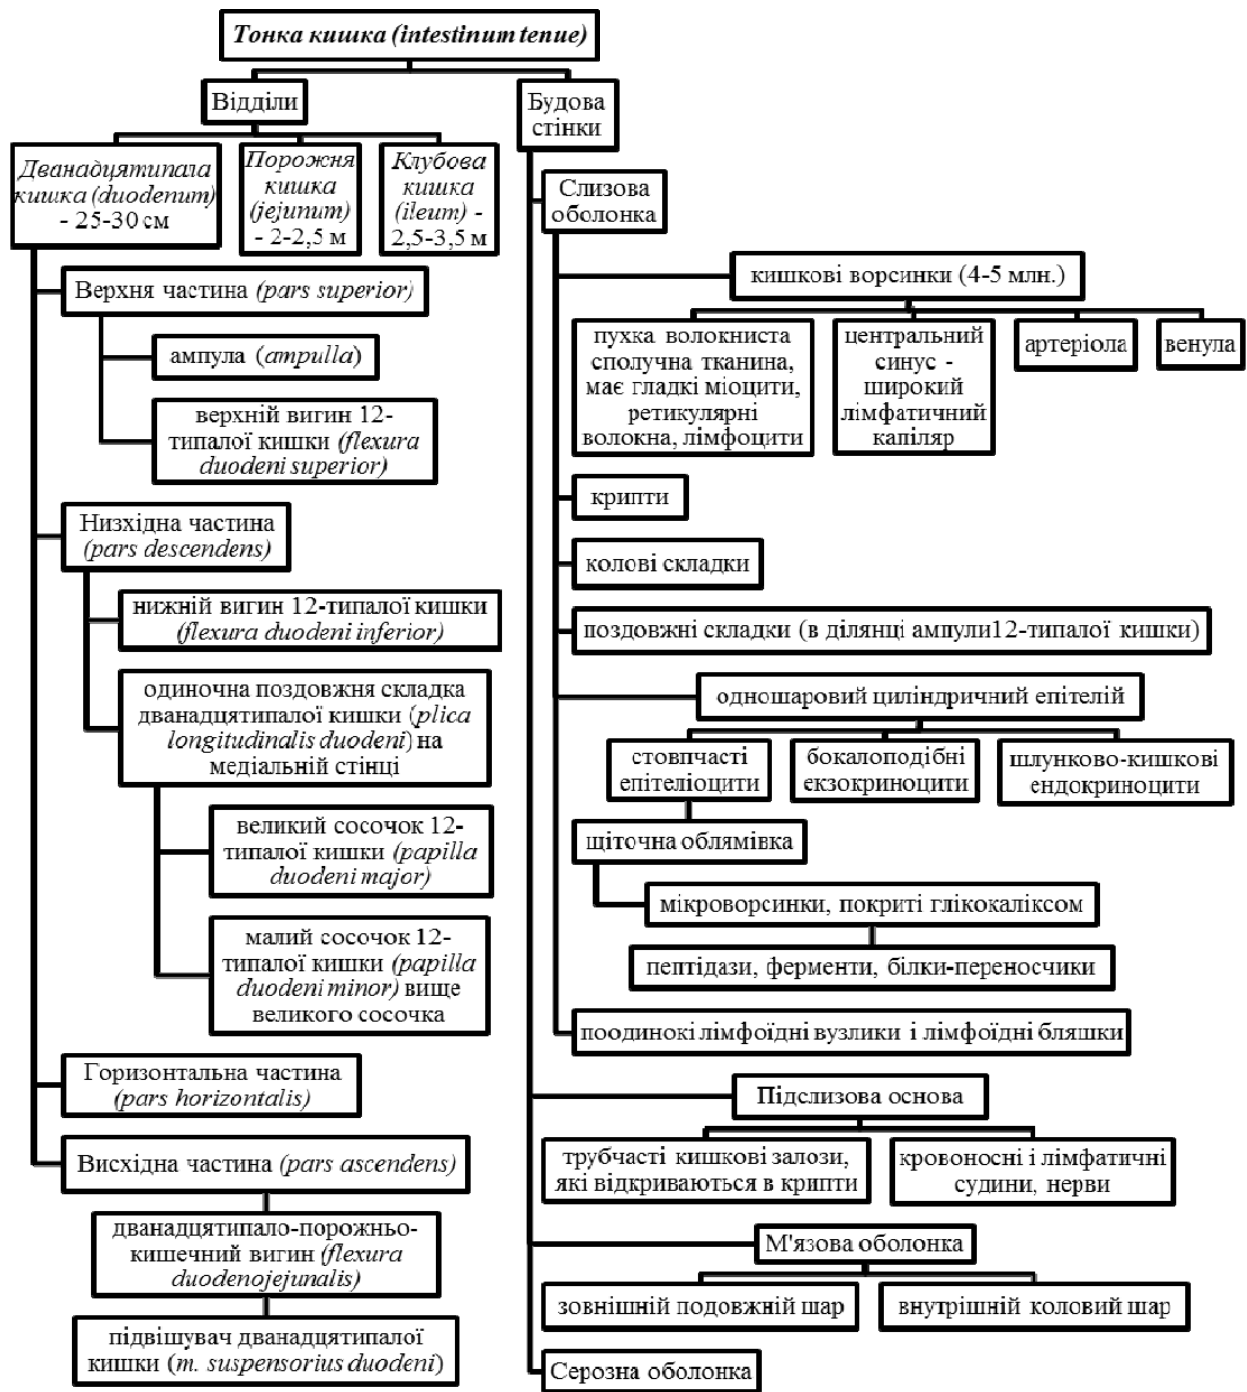 Тонка кишка (intestinum tenue)
Відділи
Дванадцятипала
кишка (duodenum)
- 25-30 см
Порожня
кишка
(jejunum)
- 2-2,5 м
Клубова
кишка
(ileum) -
2,5-3,5 м
Верхня частина (pars superior)
ампула (ampulla)
верхній вигин 12-
типалої кишки (flexura
duodeni superior)
Низхідна частина
(pars descendens)
нижній вигин 12-типалої кишки
(flexura duodeni inferior)
одиночна поздовжня складка
дванадцятипалої кишки (plica
longitudinalis duodeni) на
медіальній стінці
великий сосочок 12-
типалої кишки (papilla
duodeni major)
малий сосочок 12-
типалої кишки (papilla
duodeni minor) вище
великого сосочка
Горизонтальна частина
(pars horizontalis)
Висхідна частина (pars ascendens)
дванадцятипало-порожньо-
кишечний вигин (flexura
duodenojejunalis)
підвішувач дванадцятипалої
кишки (m. suspensorius duodeni)
Будова
стінки
Слизова
оболонка
кишкові ворсинки (4-5 млн.)
пухка волокниста
сполучна тканина,
має гладкі міоцити,
ретикулярні
волокна, лімфоцити
центральний
синус -
широкий
лімфатичний
капіляр
артеріола
венула
крипти
колові складки
поздовжні складки (в ділянці ампули12-типалої кишки)
одношаровий циліндричний епітелій
стовпчасті
епітеліоцити
бокалоподібні
екзокриноцити
шлунково-кишкові
ендокриноцити
щіточна облямівка
мікроворсинки, покриті глікокаліксом
пептідази, ферменти, білки-переносчики
поодинокі лімфоїдні вузлики і лімфоїдні бляшки
Підслизова основа
трубчасті кишкові залози,
які відкриваються в крипти
кровоносні і лімфатичні
судини, нерви
М'язова оболонка
зовнішній подовжній шар
внутрішній коловий шар
Серозна оболонка